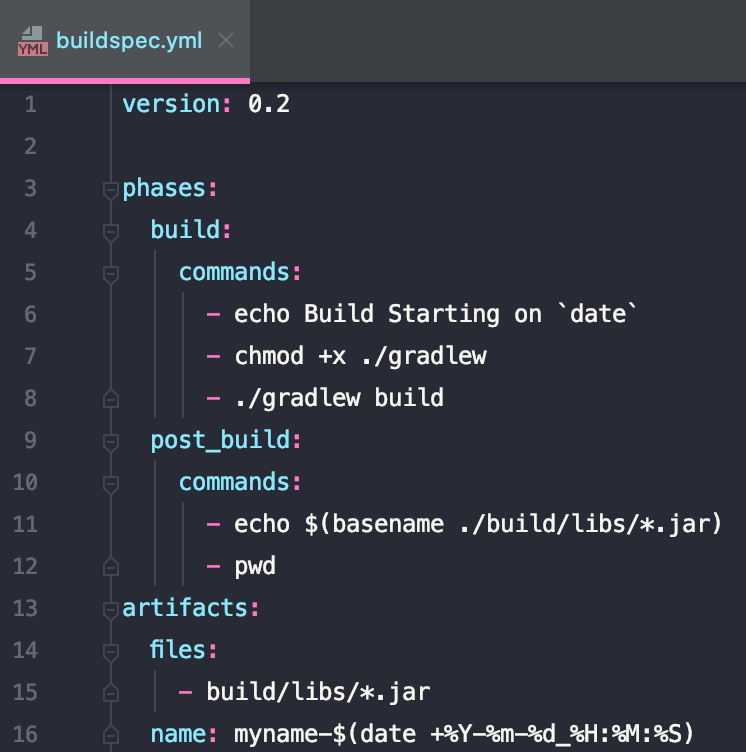 YML buildspec.yml
1 version: 0.2
2
3 phases:
4   build:
5     commands:
6       - echo Build Starting on `date`
7       - chmod +x ./gradlew
8       - ./gradlew build
9   post_build:
10     commands:
11       - echo $(basename ./build/libs/*.jar)
12       - pwd
13 artifacts:
14   files:
15     - build/libs/*.jar
16   name: myname-$(date +%Y-%m-%d_%H:%M:%S)